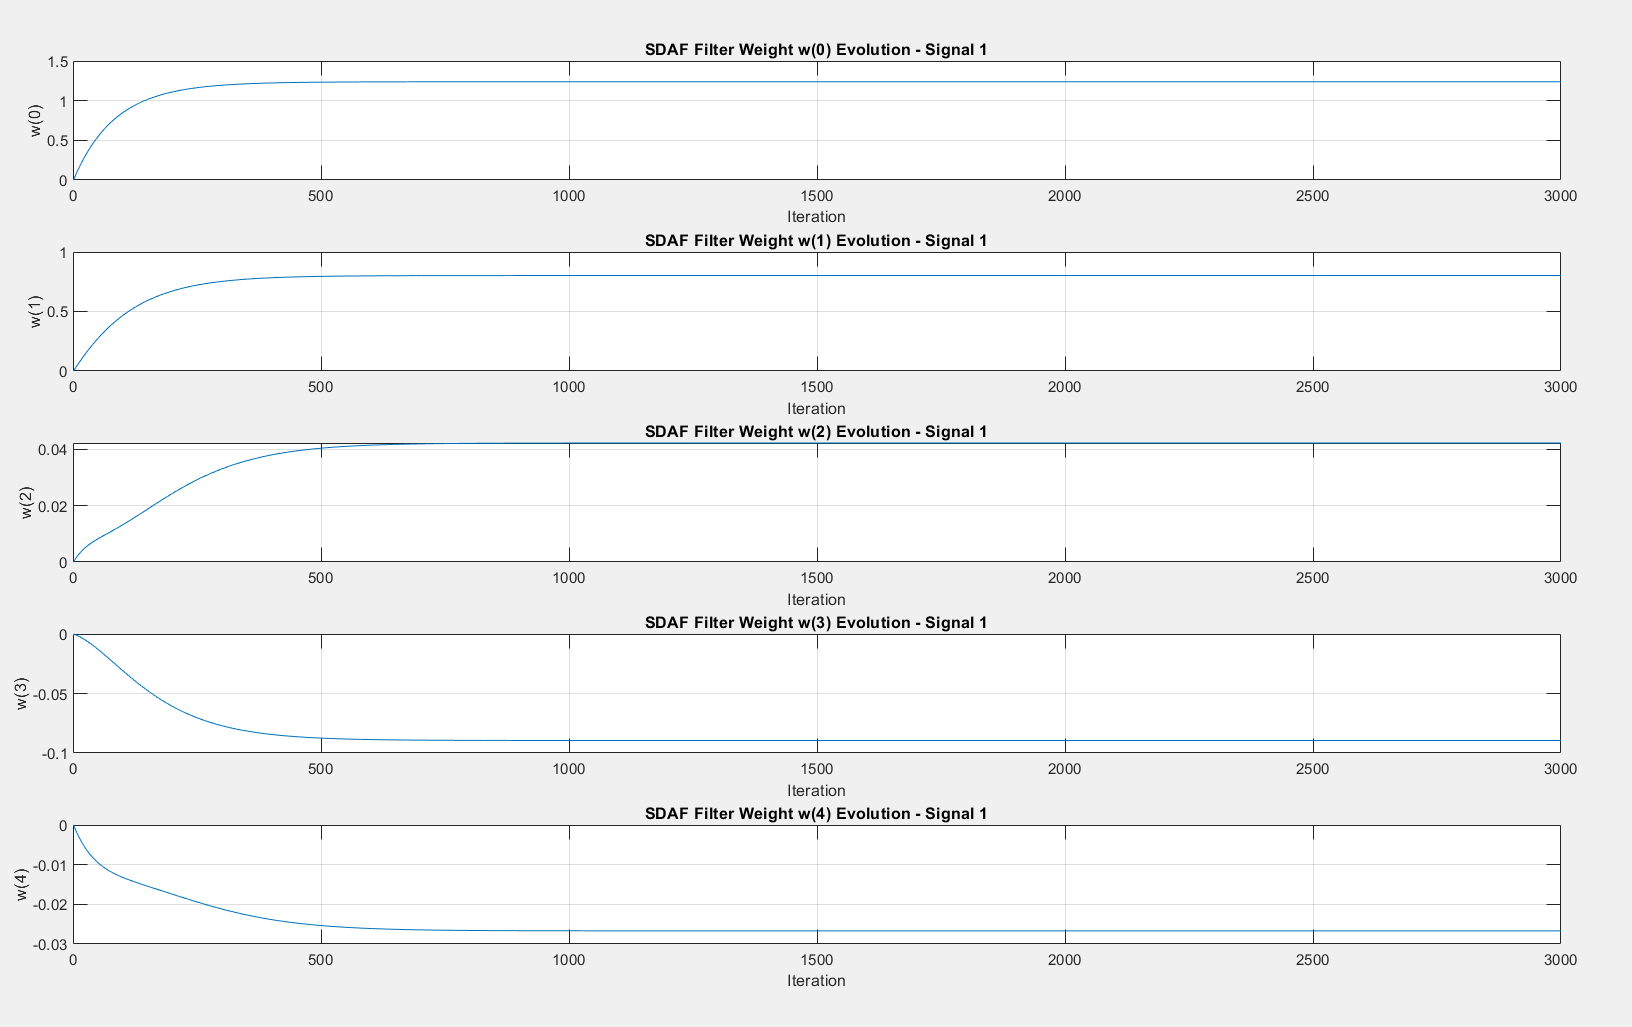 SDAF Filter Weight w(0) Evolution - Signal 1
1.5
1
0.5
0
w(0)
0 500 1000 1500 2000 2500 3000
Iteration
SDAF Filter Weight w(1) Evolution - Signal 1
1
0.5
0
w(1)
0 500 1000 1500 2000 2500 3000
Iteration
SDAF Filter Weight w(2) Evolution - Signal 1
0.04
0.02
0
w(2)
0 500 1000 1500 2000 2500 3000
Iteration
SDAF Filter Weight w(3) Evolution - Signal 1
0
-0.05
-0.1
w(3)
0 500 1000 1500 2000 2500 3000
Iteration
SDAF Filter Weight w(4) Evolution - Signal 1
0
-0.01
-0.02
-0.03
w(4)
0 500 1000 1500 2000 2500 3000
Iteration